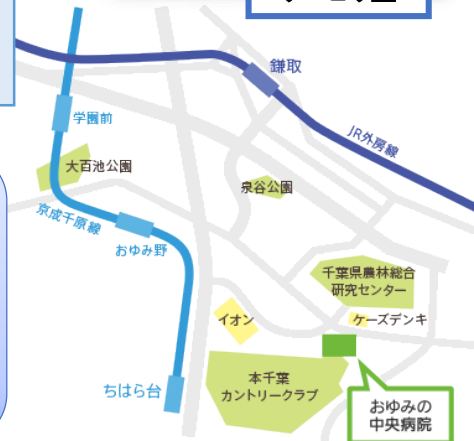 鎌取
JR外房線
学園前
大百池公園
泉谷公園
京成千原線
おゆみ野
千葉県農林総合
研究センター
イオン
ケーズデンキ
ちはら台
本千葉
カントリークラブ
おゆみの
中央病院